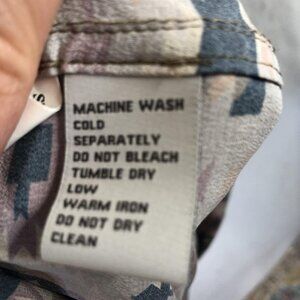 MACHINE WASH
COLD
SEPARATELY
DO NOT BLEACH
TUMBLE DRY
LOW
WARM IRON
DO NOT DRY
CLEAN